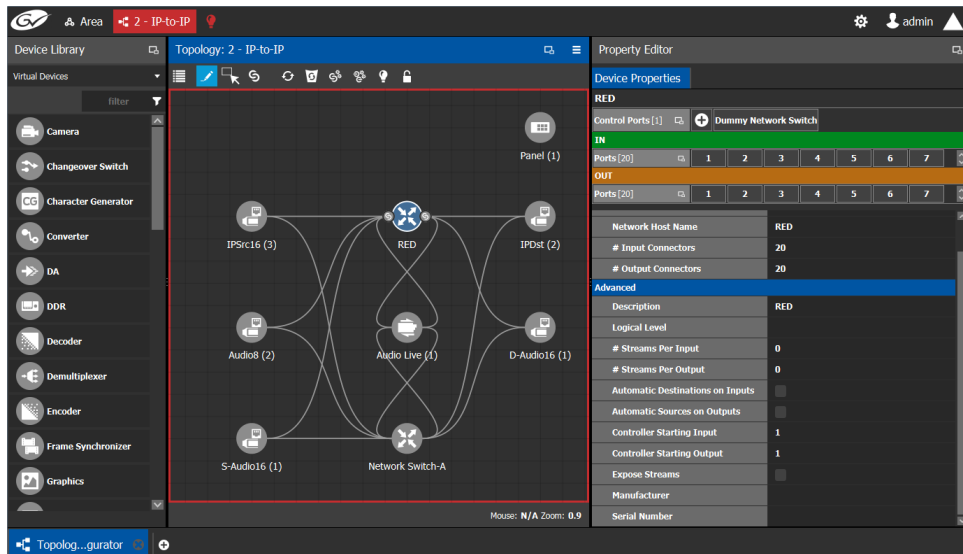 GV Area 2 - IP-to-IP admin
Device Library
Virtual Devices
filter
Camera
Changeover Switch
CG Character Generator
Converter
DA
DDR
Decoder
Demultiplexer
Encoder
Frame Synchronizer
Graphics
Topology: 2 - IP-to-IP
Panel (1)
IPSrc16 (3) RED IPDst (2)
Audio8 (2) Audio Live (1) D-Audio16 (1)
S-Audio16 (1) Network Switch-A
Mouse: N/A Zoom: 0.9
Property Editor
Device Properties
RED
Control Ports [1] Dummy Network Switch
IN
Ports [20] 1 2 3 4 5 6 7
OUT
Ports [20] 1 2 3 4 5 6 7
Network Host Name RED
# Input Connectors 20
# Output Connectors 20
Advanced
Description RED
Logical Level
# Streams Per Input 0
# Streams Per Output 0
Automatic Destinations on Inputs
Automatic Sources on Outputs
Controller Starting Input 1
Controller Starting Output 1
Expose Streams
Manufacturer
Serial Number
Topolog...gurator